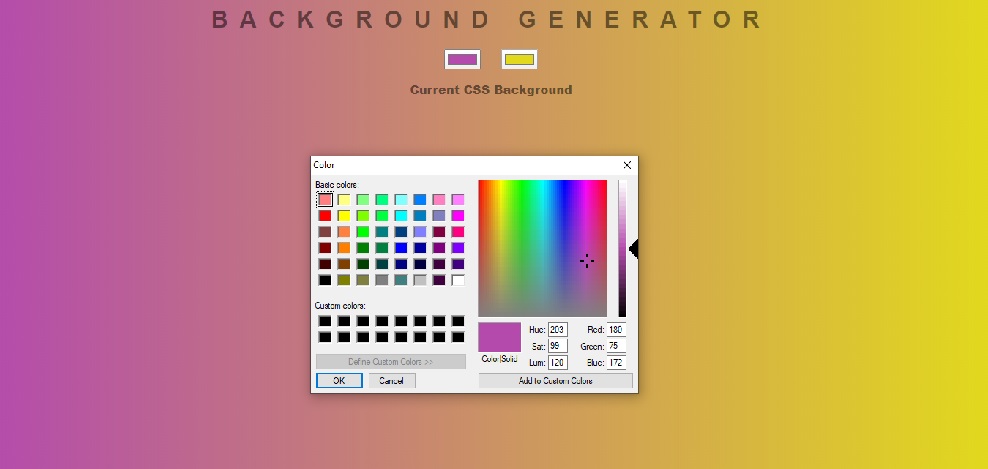 BACKGROUND GENERATOR
Current CSS Background
Color
Basic colors:
Custom colors:
Define Custom Colors >>
OK Cancel
Color|Solid
Hue: 203 Red: 180
Sat: 99 Green: 75
Lum: 120 Blue: 172
Add to Custom Colors